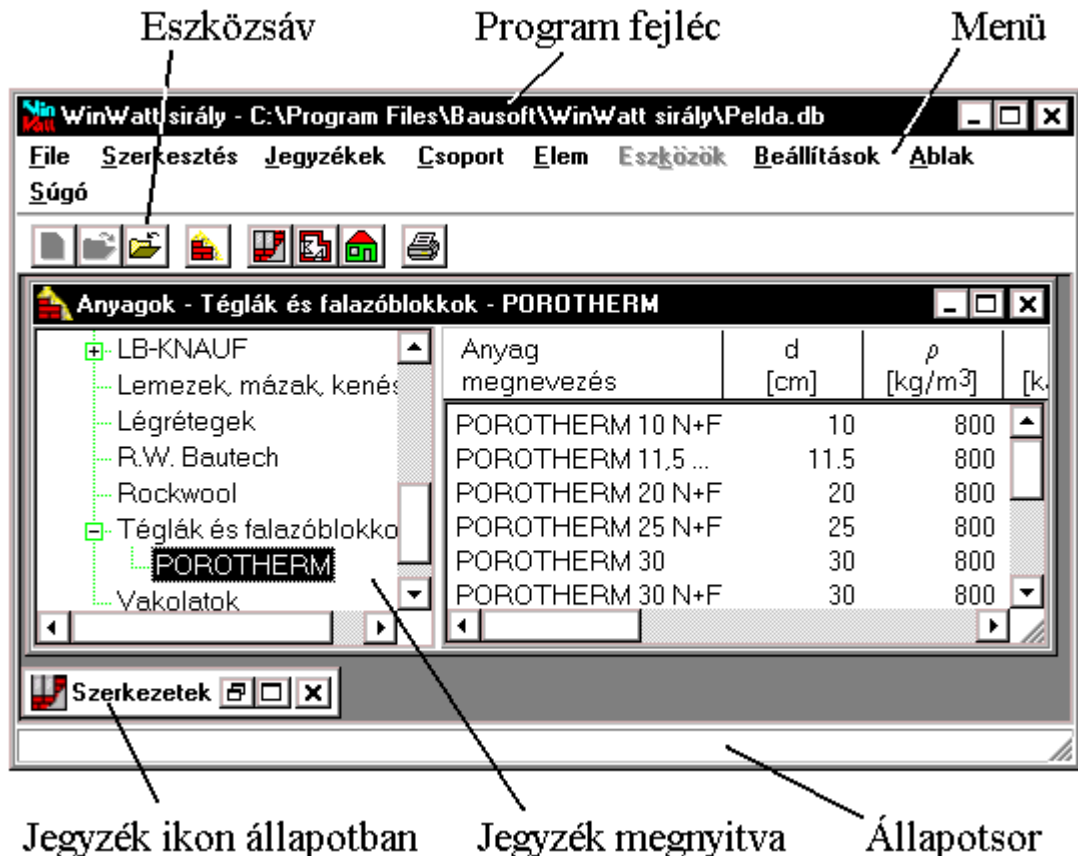 Eszközsáv Program fejléc Menü
Win Watt WinWatt sirály - C:\Program Files\Bausoft\WinWatt sirály\Pelda.db
File Szerkesztés Jegyzékek Csoport Elem Eszközök Beállítások Ablak
Súgó
Anyagok - Téglák és falazóblokkok - POROTHERM
LB-KNAUF
Lemezek, mázak, kenés
Légrétegek
R.W. Bautech
Rockwool
Téglák és falazóblokko
POROTHERM
Vakolatok
Anyag d ρ
megnevezés [cm] [kg/m3] [k
POROTHERM 10 N+F 10 800
POROTHERM 11,5 ... 11.5 800
POROTHERM 20 N+F 20 800
POROTHERM 25 N+F 25 800
POROTHERM 30 30 800
POROTHERM 30 N+F 30 800
Szerkezetek
Jegyzék ikon állapotban Jegyzék megnyitva Állapotsor